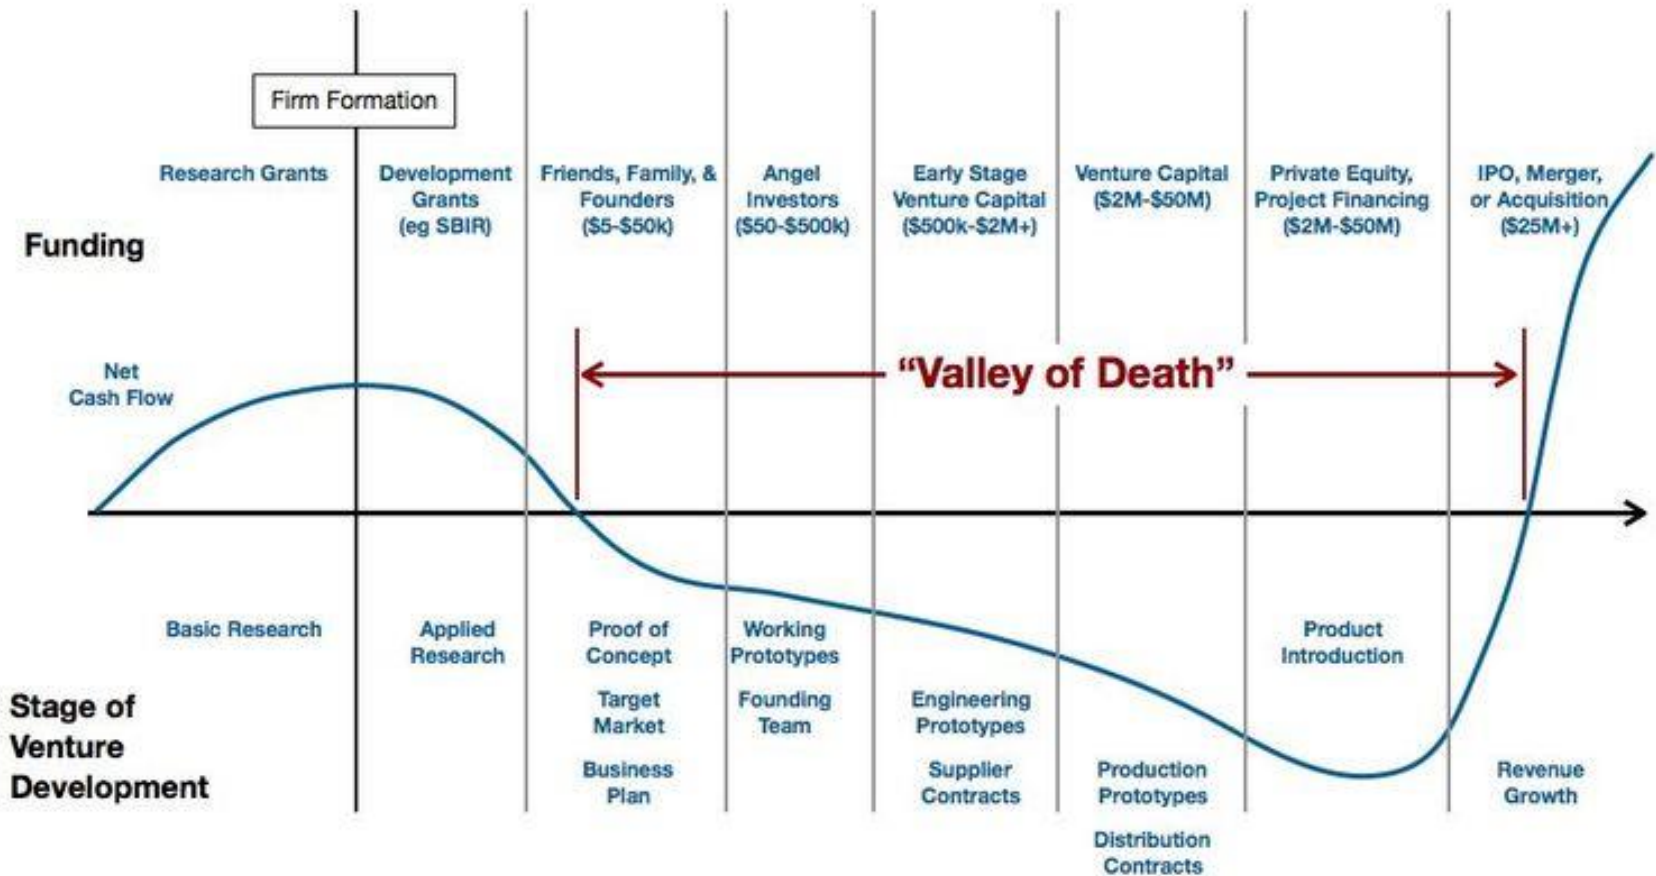 Firm Formation
Research Grants
Development
Grants
(eg SBIR)
Friends, Family, &
Founders
($5-$50k)
Angel
Investors
($50-$500k)
Early Stage
Venture Capital
($500k-$2M+)
Venture Capital
($2M-$50M)
Private Equity,
Project Financing
($2M-$50M)
IPO, Merger,
or Acquisition
($25M+)
Funding
Net
Cash Flow
“Valley of Death”
Basic Research
Applied
Research
Proof of
Concept
Target
Market
Business
Plan
Working
Prototypes
Founding
Team
Engineering
Prototypes
Supplier
Contracts
Production
Prototypes
Distribution
Contracts
Product
Introduction
Revenue
Growth
Stage of
Venture
Development